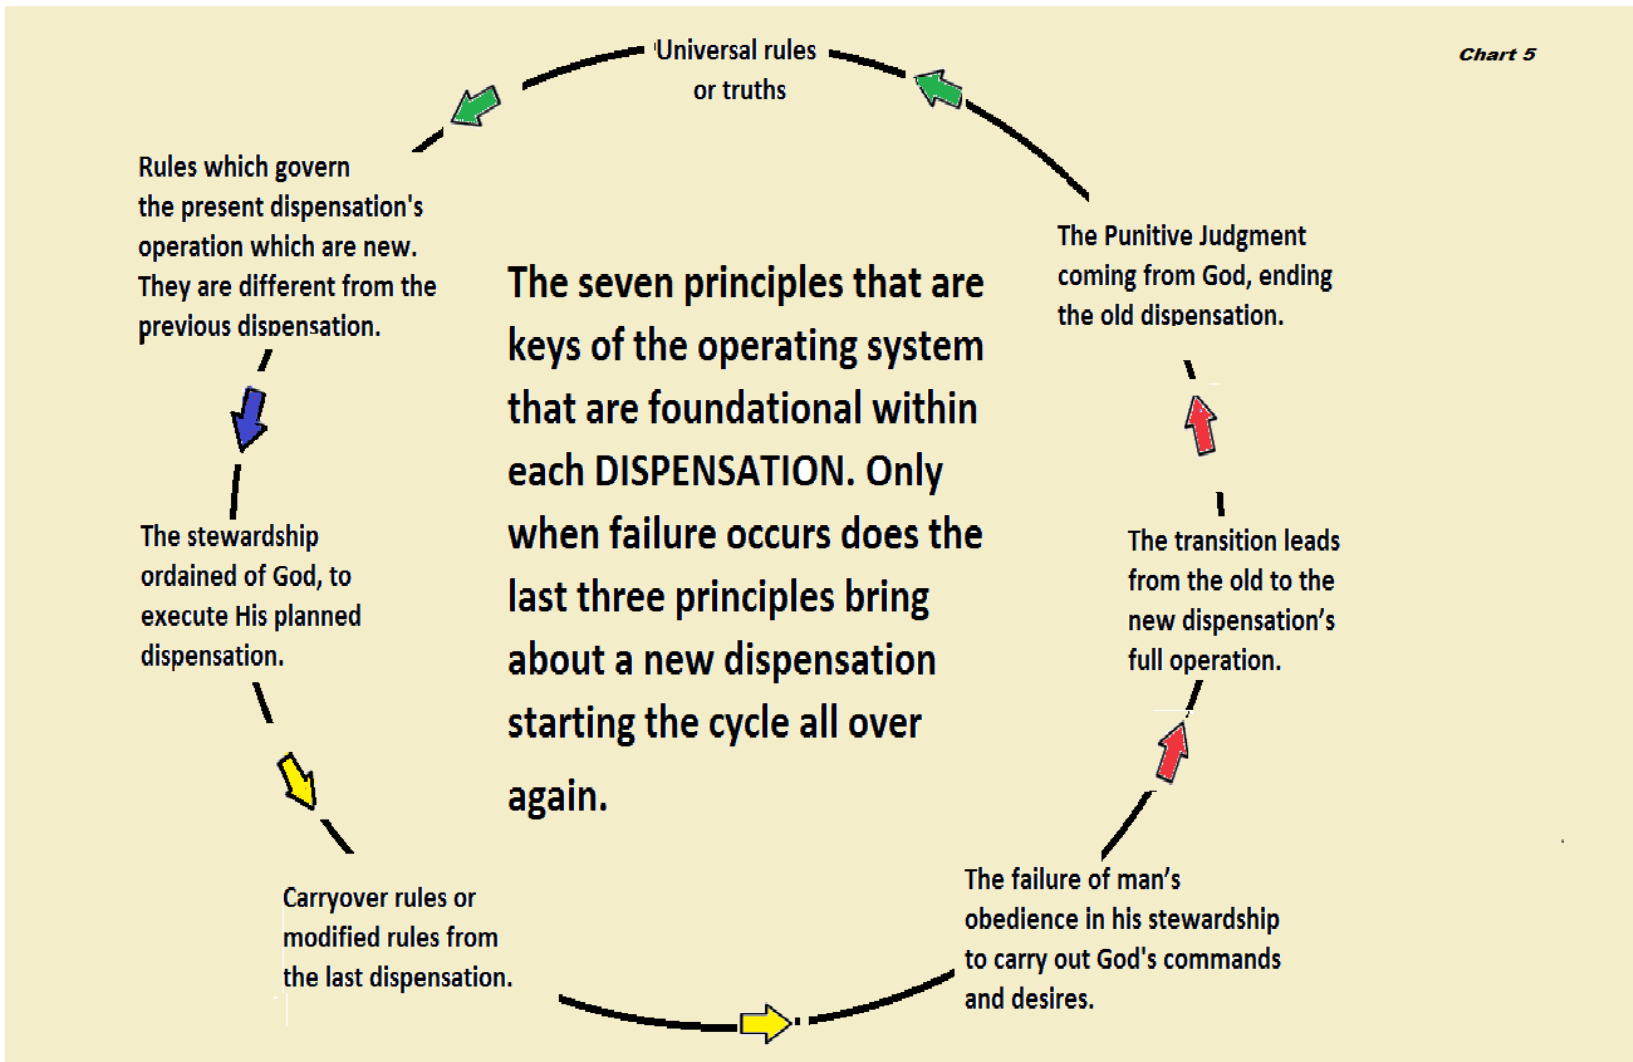 Chart 5
Universal rules
or truths
Rules which govern
the present dispensation's
operation which are new.
They are different from the
previous dispensation.
The stewardship
ordained of God, to
execute His planned
dispensation.
Carryover rules or
modified rules from
the last dispensation.
The failure of man’s
obedience in his stewardship
to carry out God's commands
and desires.
The transition leads
from the old to the
new dispensation’s
full operation.
The Punitive Judgment
coming from God, ending
the old dispensation.
The seven principles that are
keys of the operating system
that are foundational within
each DISPENSATION. Only
when failure occurs does the
last three principles bring
about a new dispensation
starting the cycle all over
again.